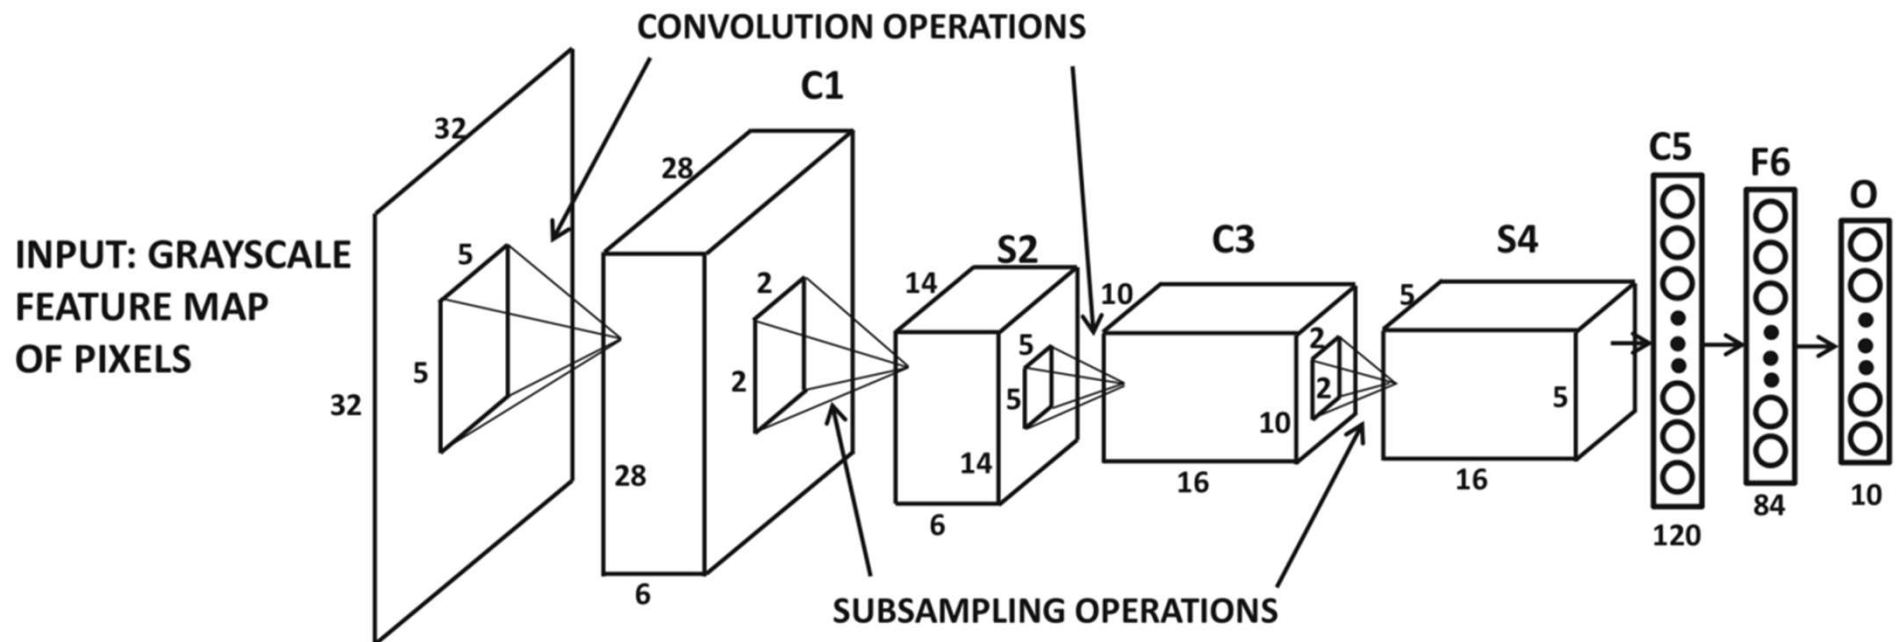 CONVOLUTION OPERATIONS
C1
32
28
C5
F6
O
INPUT: GRAYSCALE
FEATURE MAP
OF PIXELS
5
5
32
2
2
28
6
S2
14
5
5
14
6
C3
10
2
2
10
16
S4
5
5
16
120
84
10
SUBSAMPLING OPERATIONS